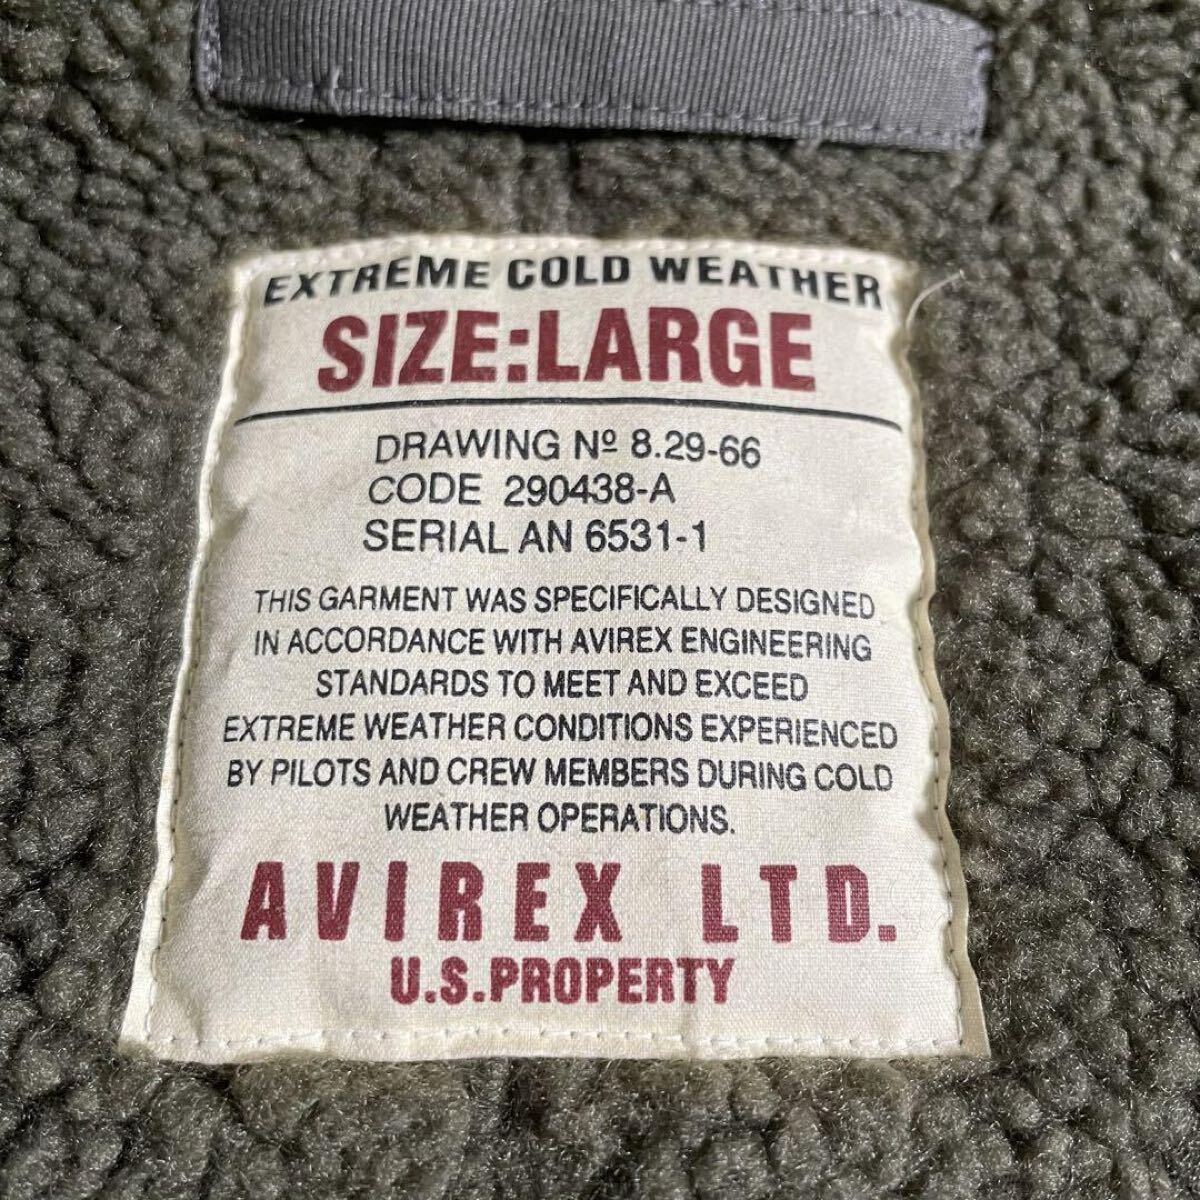 EXTREME COLD WEATHER
SIZE:LARGE
DRAWING Nº 8.29-66
CODE 290438-A
SERIAL AN 6531-1
THIS GARMENT WAS SPECIFICALLY DESIGNED
IN ACCORDANCE WITH AVIREX ENGINEERING
STANDARDS TO MEET AND EXCEED
EXTREME WEATHER CONDITIONS EXPERIENCED
BY PILOTS AND CREW MEMBERS DURING COLD
WEATHER OPERATIONS.
AVIREX LTD.
U.S.PROPERTY